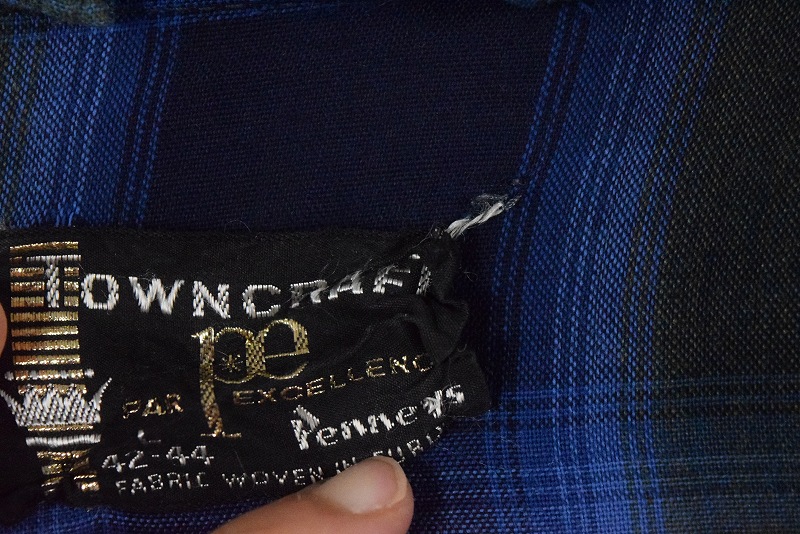 TOWNCRAFT
pe
PAR EXCELLENC
Penney's
L
42-44
FABRIC WOVEN IN